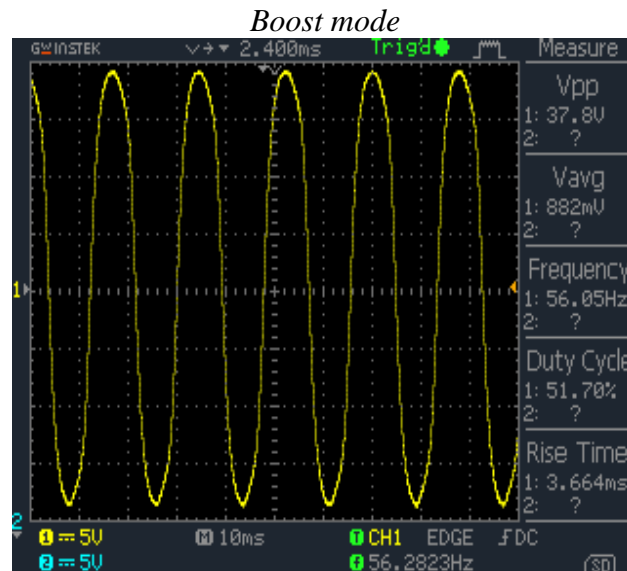 Boost mode
GWINSTEK 2.400ms Trig'd Measure
Vpp
1: 37.8V
2: ?
Vavg
1: 882mV
2: ?
Frequency
1: 56.05Hz
2: ?
Duty Cycle
1: 51.70%
2: ?
Rise Time
1: 3.664ms
2: ?
1
2
1 5V M 10ms T CH1 EDGE DC
2 5V f 56.2823Hz SD